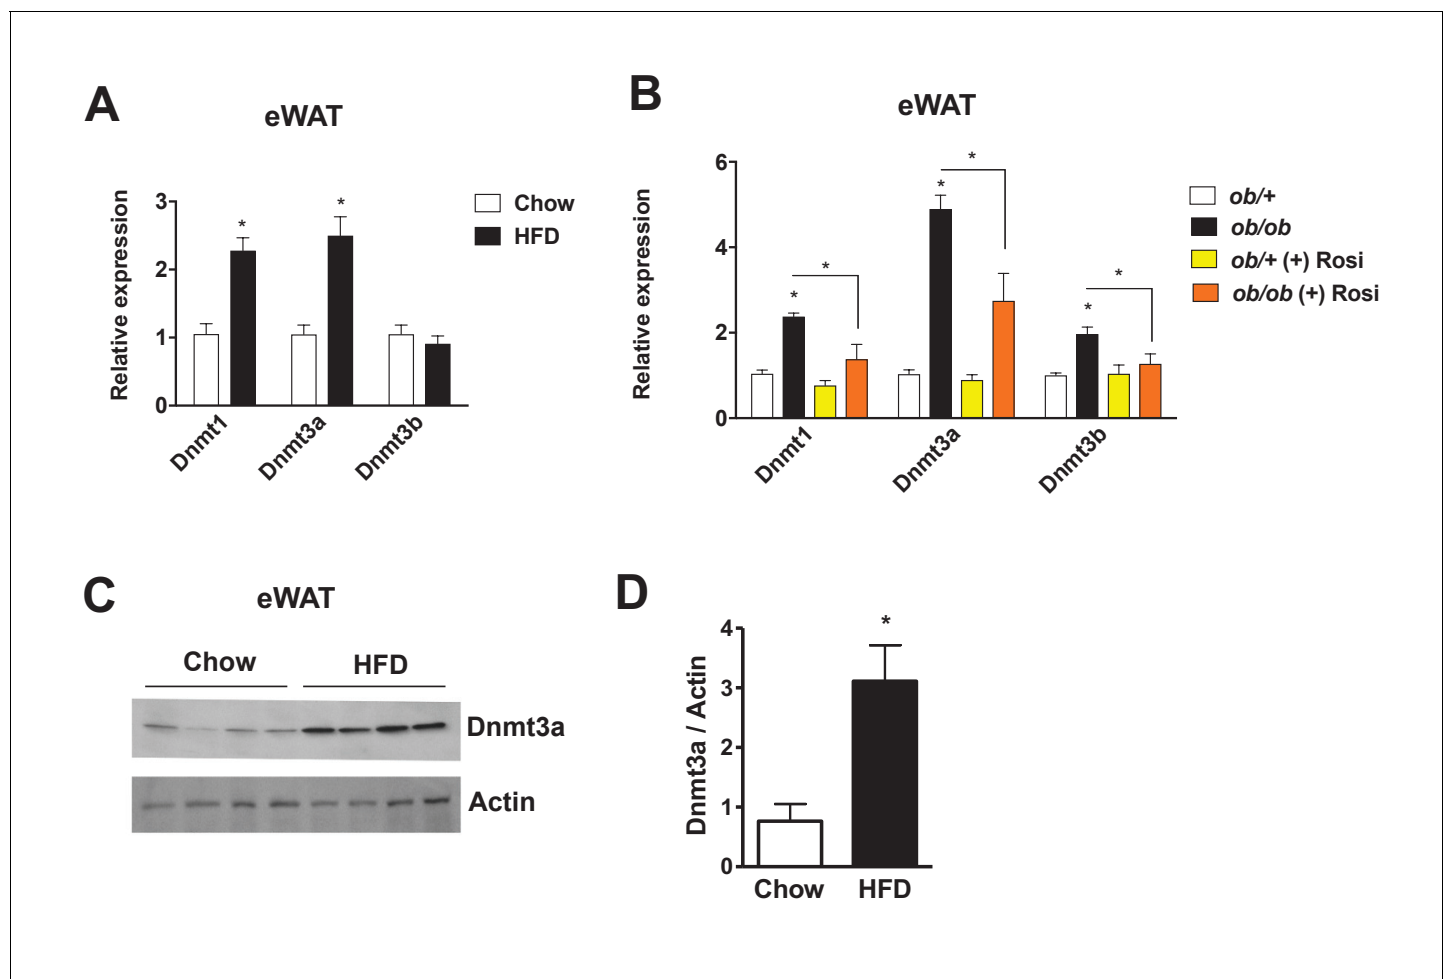 A
eWAT
Relative expression
3
2
1
0
*
*
Chow
HFD
Dnmt1
Dnmt3a
Dnmt3b
B
eWAT
Relative expression
6
4
2
0
*
*
*
*
*
*
ob/+
ob/ob
ob/+ (+) Rosi
ob/ob (+) Rosi
Dnmt1
Dnmt3a
Dnmt3b
C
eWAT
Chow
HFD
Dnmt3a
Actin
D
Dnmt3a / Actin
4
3
2
1
0
*
Chow
HFD